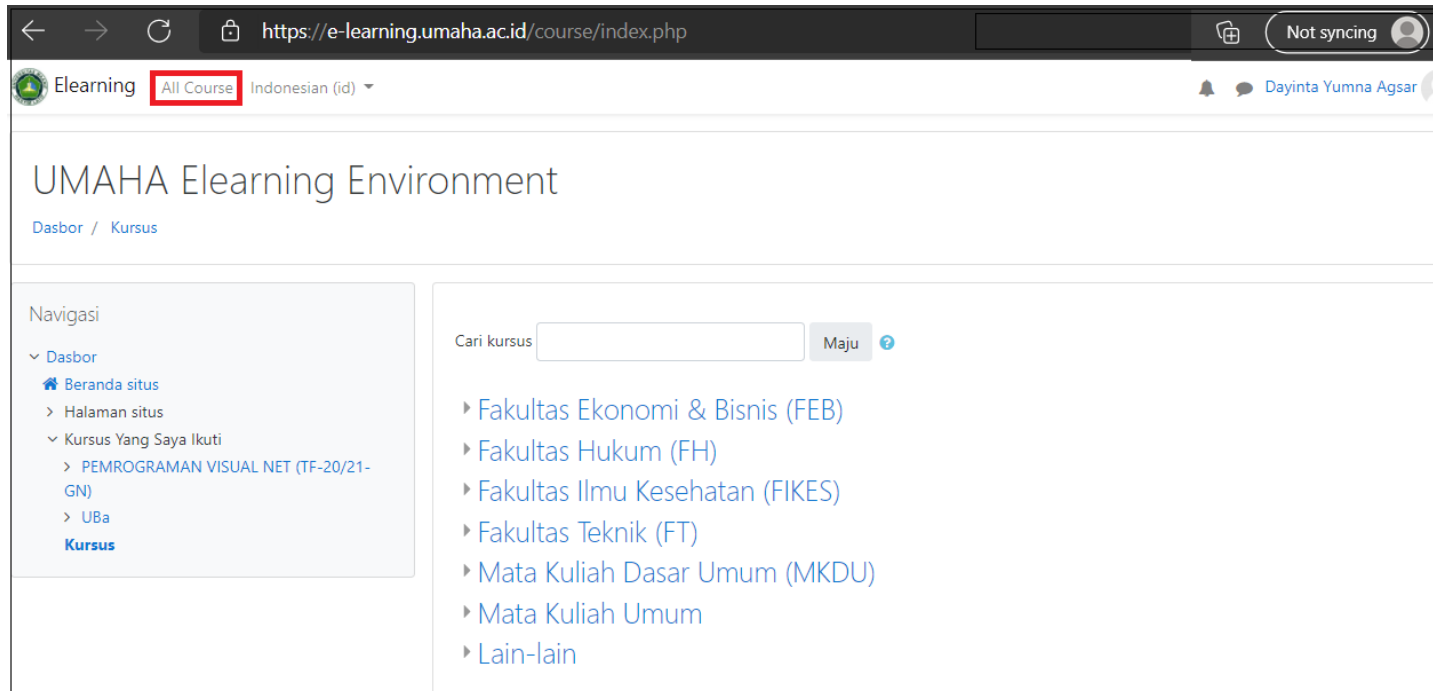 https://e-learning.umaha.ac.id/course/index.php
Not syncing
Elearning All Course Indonesian (id)
Dayinta Yumna Agsar
UMAHA Elearning Environment
Dasbor / Kursus
Navigasi
Dasbor
Beranda situs
Halaman situs
Kursus Yang Saya Ikuti
PEMROGRAMAN VISUAL NET (TF-20/21-
GN)
UBa
Kursus
Cari kursus
Maju
Fakultas Ekonomi & Bisnis (FEB)
Fakultas Hukum (FH)
Fakultas Ilmu Kesehatan (FIKES)
Fakultas Teknik (FT)
Mata Kuliah Dasar Umum (MKDU)
Mata Kuliah Umum
Lain-lain